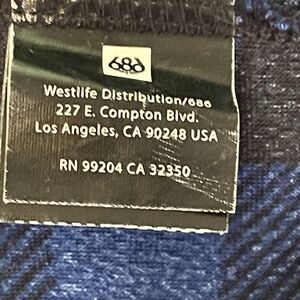 686
Westlife Distribution/686
227 E. Compton Blvd.
Los Angeles, CA 90248 USA
RN 99204 CA 32350